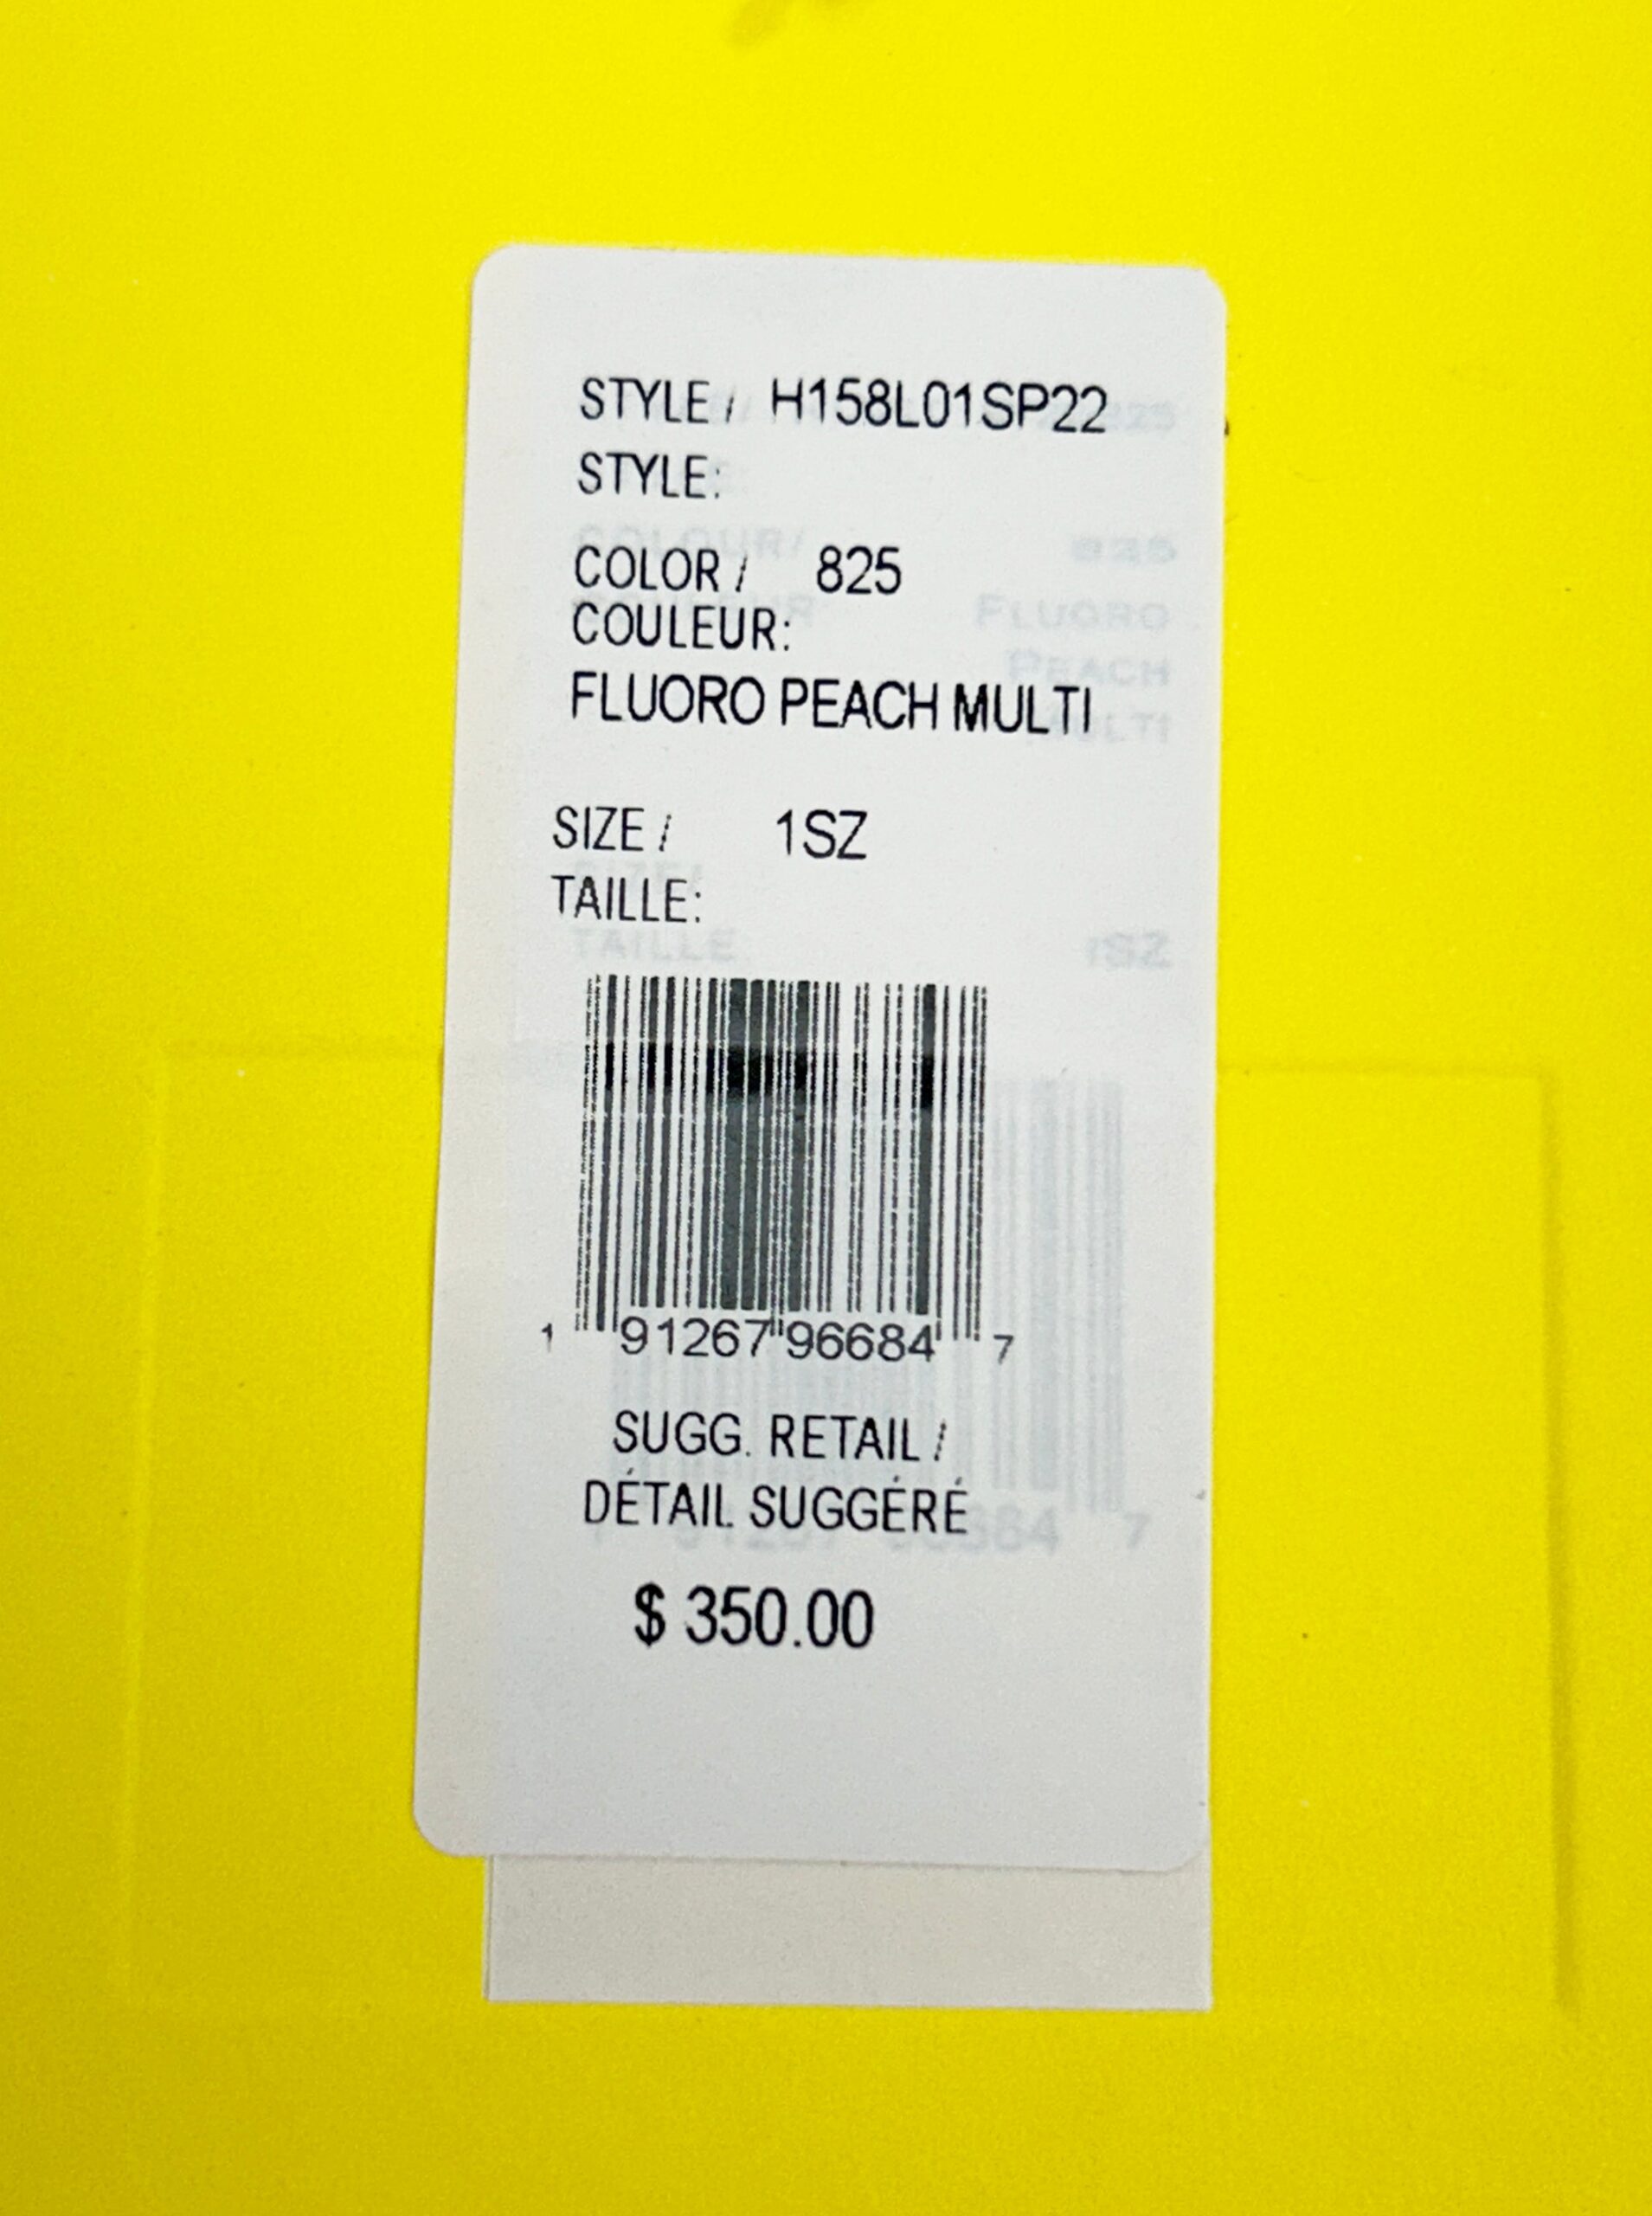 STYLE / H158L01SP22
STYLE:
COLOR / 825
COULEUR:
FLUORO PEACH MULTI
SIZE / 1SZ
TAILLE:
1 91267 96684 7
SUGG. RETAIL /
DÉTAIL SUGGÉRÉ
$ 350.00